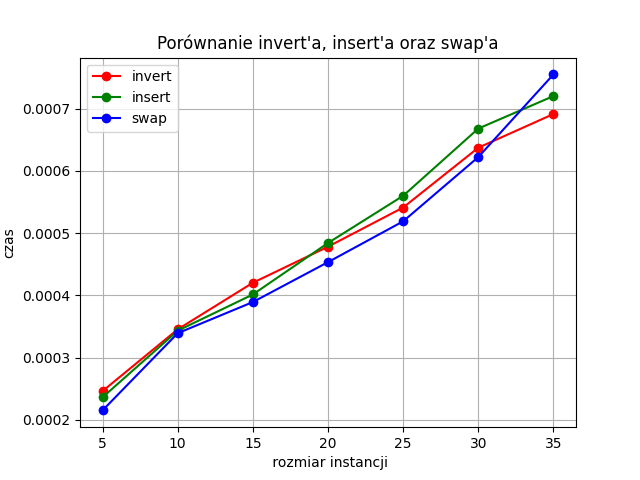 Porównanie invert'a, insert'a oraz swap'a
invert
insert
swap
0.0007
0.0006
0.0005
0.0004
0.0003
0.0002
czas
5 10 15 20 25 30 35
rozmiar instancji